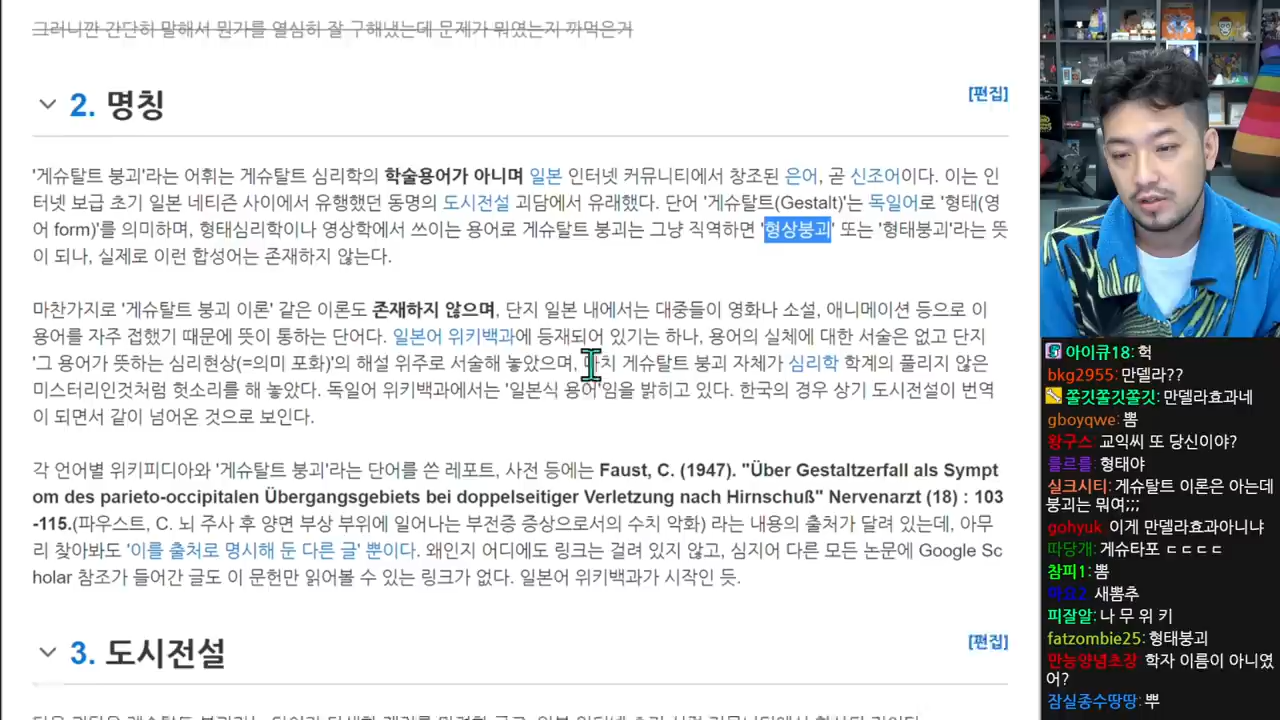 그러니깐 간단히 말해서 뭔가를 열심히 잘 구해냈는데 문제가 뭐였는지 까먹은거
2. 명칭
[편집]
'게슈탈트 붕괴'라는 어휘는 게슈탈트 심리학의 학술용어가 아니며 일본 인터넷 커뮤니티에서 창조된 은어, 곧 신조어이다. 이는 인
터넷 보급 초기 일본 네티즌 사이에서 유행했던 동명의 도시전설 괴담에서 유래했다. 단어 '게슈탈트(Gestalt)'는 독일어로 '형태(영
어 form)'를 의미하며, 형태심리학이나 영상학에서 쓰이는 용어로 게슈탈트 붕괴는 그냥 직역하면 '형상붕괴' 또는 '형태붕괴'라는 뜻
이 되나, 실제로 이런 합성어는 존재하지 않는다.
마찬가지로 '게슈탈트 붕괴 이론' 같은 이론도 존재하지 않으며, 단지 일본 내에서는 대중들이 영화나 소설, 애니메이션 등으로 이
용어를 자주 접했기 때문에 뜻이 통하는 단어다. 일본어 위키백과에 등재되어 있기는 하나, 용어의 실체에 대한 서술은 없고 단지
'그 용어가 뜻하는 심리현상(=의미 포화)'의 해설 위주로 서술해 놓았으며, 마치 게슈탈트 붕괴 자체가 심리학 학계의 풀리지 않은
미스터리인것처럼 헛소리를 해 놓았다. 독일어 위키백과에서는 '일본식 용어'임을 밝히고 있다. 한국의 경우 상기 도시전설이 번역
이 되면서 같이 넘어온 것으로 보인다.
각 언어별 위키피디아와 '게슈탈트 붕괴'라는 단어를 쓴 레포트, 사전 등에는 Faust, C. (1947). "Über Gestaltzerfall als Sympt
om des parieto-occipitalen Übergangsgebiets bei doppelseitiger Verletzung nach Hirnschuß" Nervenarzt (18) : 103
-115.(파우스트, C. 뇌 주사 후 양면 부상 부위에 일어나는 부전증 증상으로서의 수치 악화) 라는 내용의 출처가 달려 있는데, 아무
리 찾아봐도 '이를 출처로 명시해 둔 다른 글' 뿐이다. 왜인지 어디에도 링크는 걸려 있지 않고, 심지어 다른 모든 논문에 Google Sc
holar 참조가 들어간 글도 이 문헌만 읽어볼 수 있는 링크가 없다. 일본어 위키백과가 시작인 듯.
3. 도시전설
[편집]
아이큐18: 헉
bkg2955: 만델라??
쫄깃쫄깃쫄깃: 만델라효과네
gboyqwe: 뽐
왕구스: 교익씨 또 당신이야?
를르를: 형태야
실크시티: 게슈탈트 이론은 아는데
붕괴는 뭐여;;;
gohyuk: 이게 만델라효과아니냐
따당개: 게슈타포 ㄷㄷㄷㄷ
참피1: 뽐
마요2: 새뽐추
피잘알: 나 무 위 키
fatzombie25: 형태붕괴
만능양념초장: 학자 이름이 아니였
어?
잠실종수땅땅: 뿌